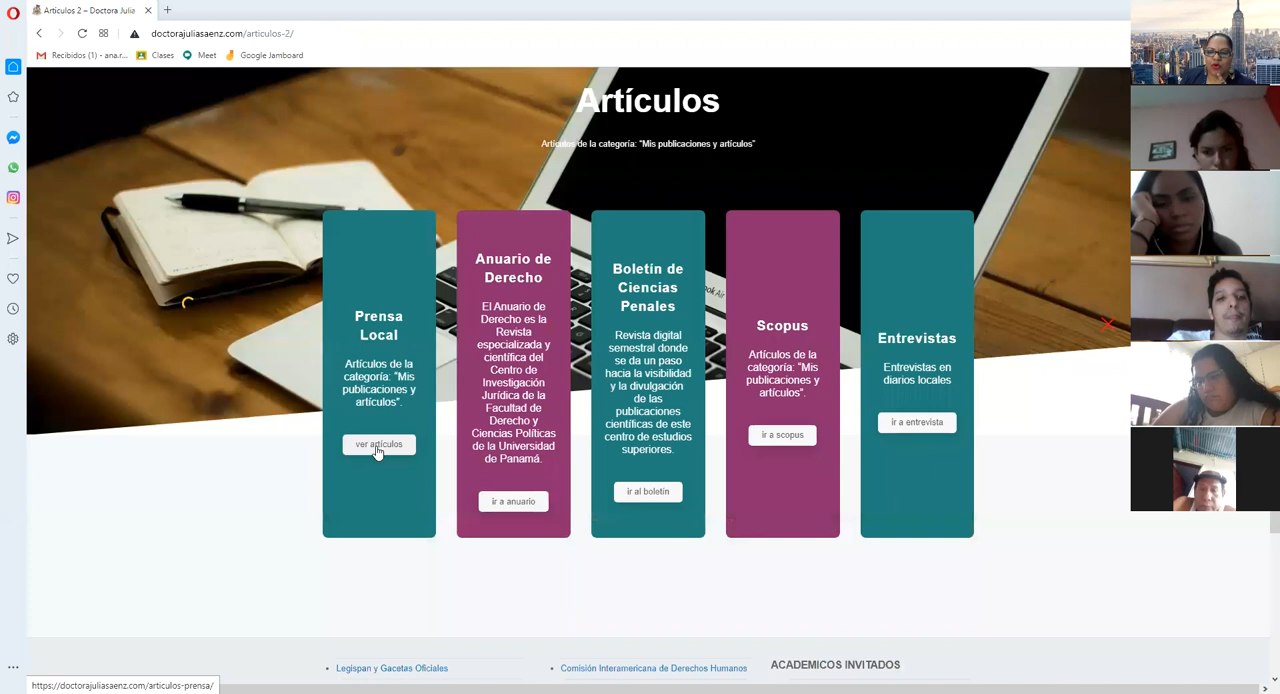 Artículos 2 – Doctora Julia
doctorjuliasaenz.com/articulos-2/
Recibidos (1) - ana.r...
Clases
Meet
Google Jamboard
Artículos
Artículos de la categoría: "Mis publicaciones y artículos"
Prensa
Local
Artículos de la
categoría: "Mis
publicaciones y
artículos".
ver artículos
Anuario de
Derecho
El Anuario de
Derecho es la
Revista
especializada y
científica del
Centro de
Investigación
Jurídica de la
Facultad de
Derecho y
Ciencias Políticas
de la Universidad
de Panamá.
ir a anuario
Boletín de
Ciencias
Penales
Revista digital
semestral donde
se da un paso
hacia la visibilidad
y la divulgación
de las
publicaciones
científicas de este
centro de estudios
superiores.
ir al boletín
Scopus
Artículos de la
categoría: "Mis
publicaciones y
artículos".
ir a scopus
Entrevistas
Entrevistas en
diarios locales
ir a entrevista
Legispan y Gacetas Oficiales
Comisión Interamericana de Derechos Humanos
ACADEMICOS INVITADOS
https://doctorajuliasaenz.com/articulos-prensa/